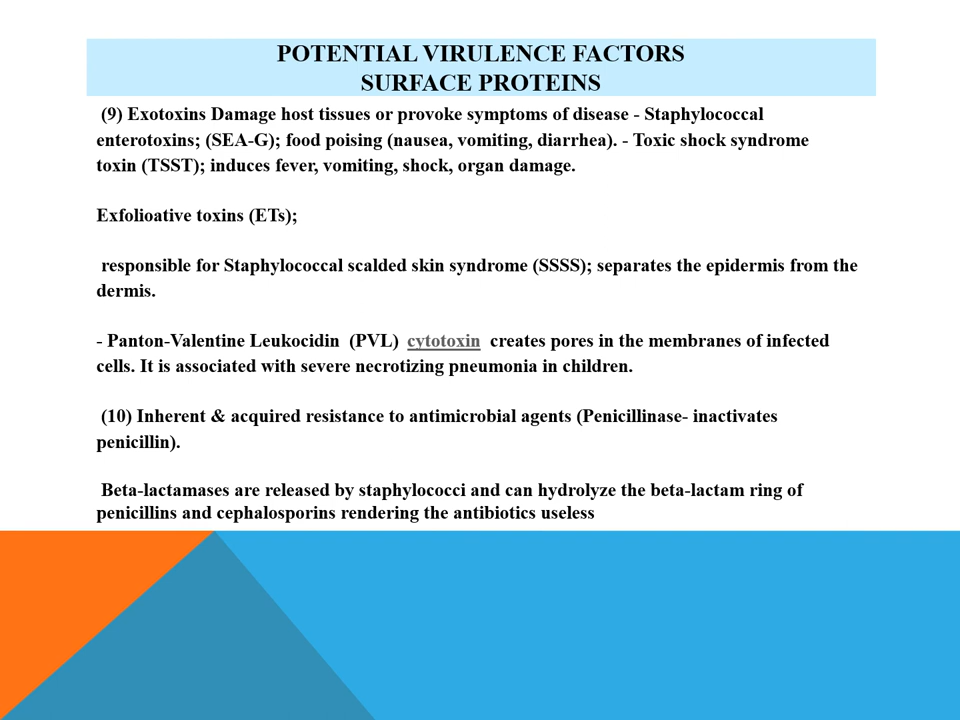 POTENTIAL VIRULENCE FACTORS
SURFACE PROTEINS
(9) Exotoxins Damage host tissues or provoke symptoms of disease - Staphylococcal
enterotoxins; (SEA-G); food poising (nausea, vomiting, diarrhea). - Toxic shock syndrome
toxin (TSST); induces fever, vomiting, shock, organ damage.
Exfolioative toxins (ETs);
responsible for Staphylococcal scalded skin syndrome (SSSS); separates the epidermis from the
dermis.
- Panton-Valentine Leukocidin (PVL) cytotoxin creates pores in the membranes of infected
cells. It is associated with severe necrotizing pneumonia in children.
(10) Inherent & acquired resistance to antimicrobial agents (Penicillinase- inactivates
penicillin).
Beta-lactamases are released by staphylococci and can hydrolyze the beta-lactam ring of
penicillins and cephalosporins rendering the antibiotics useless